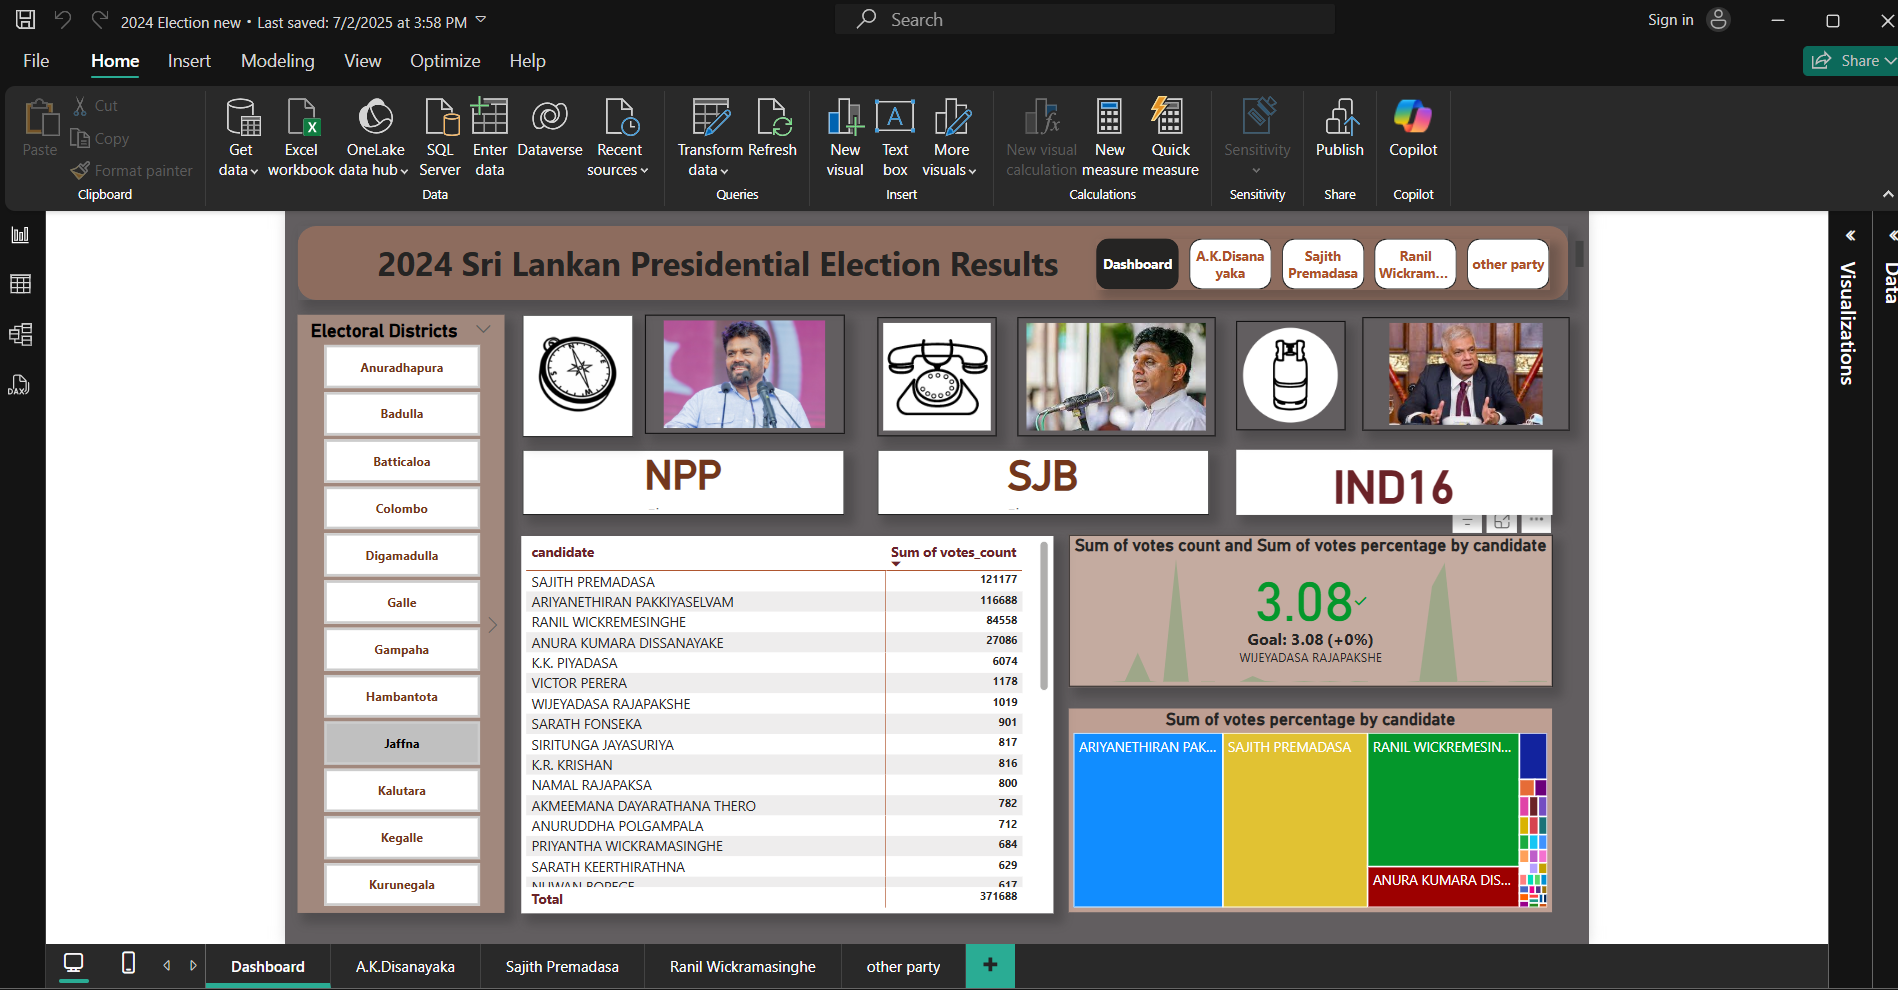 2024 Election new • Last saved: 7/2/2025 at 3:58 PM
Search
Sign in
File
Home
Insert
Modeling
View
Optimize
Help
Share
Paste
Cut
Copy
Format painter
Clipboard
Get data
Excel workbook
OneLake data hub
SQL Server
Enter data
Dataverse
Recent sources
Data
Transform data
Refresh
Queries
New visual
Text box
More visuals
Insert
New visual calculation
New measure
Quick measure
Calculations
Sensitivity
Sensitivity
Publish
Share
Copilot
Copilot
DAX
2024 Sri Lankan Presidential Election Results
Dashboard
A.K.Disana
yaka
Sajith
Premadasa
Ranil
Wickram...
other party
Visualizations
Data
Electoral Districts
Anuradhapura
Badulla
Batticaloa
Colombo
Digamadulla
Galle
Gampaha
Hambantota
Jaffna
Kalutara
Kegalle
Kurunegala
NPP
SJB
IND16
candidate Sum of votes_count
SAJITH PREMADASA 121177
ARIYANETHIRAN PAKKIYASELVAM 116688
RANIL WICKREMESINGHE 84558
ANURA KUMARA DISSANAYAKE 27086
K.K. PIYADASA 6074
VICTOR PERERA 1178
WIJEYADASA RAJAPAKSHE 1019
SARATH FONSEKA 901
SIRITUNGA JAYASURIYA 817
K.R. KRISHAN 816
NAMAL RAJAPAKSA 800
AKMEEMANA DAYARATHANA THERO 782
ANURUDDHA POLGAMPALA 712
PRIYANTHA WICKRAMASINGHE 684
SARATH KEERTHIRATHNA 629
NUWAN BOPEGE 617
Total 371688
Sum of votes count and Sum of votes percentage by candidate
3.08
Goal: 3.08 (+0%)
WIJEYADASA RAJAPAKSHE
Sum of votes percentage by candidate
ARIYANETHIRAN PAK...
SAJITH PREMADASA
RANIL WICKREMESIN...
ANURA KUMARA DIS...
Dashboard
A.K.Disanayaka
Sajith Premadasa
Ranil Wickramasinghe
other party